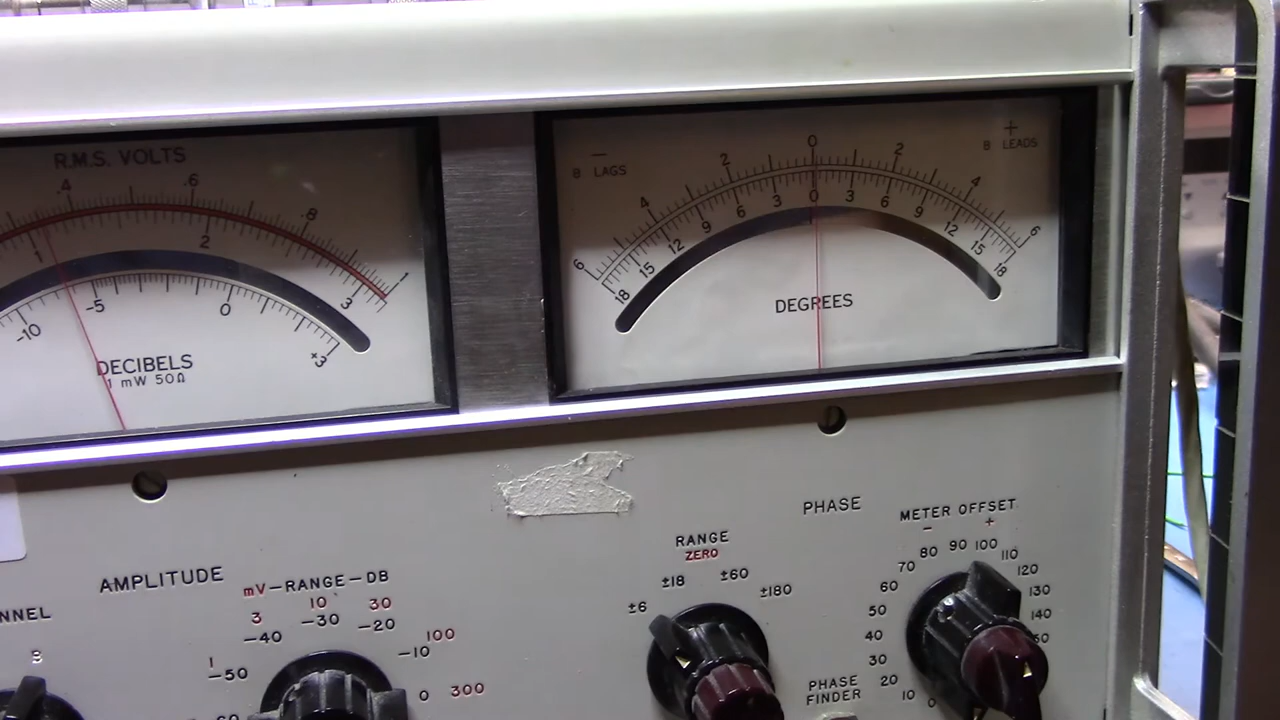 R.M.S. VOLTS
.4 .6 .8 1
1 2 3
-10 -5 0 +3
DECIBELS
1 mW 50Ω
−
B LAGS
+
B LEADS
6 4 2 0 2 4 6
18 15 12 9 6 3 0 3 6 9 12 15 18
DEGREES
AMPLITUDE
mV-RANGE-DB
3 10 30 100 300
-50 -40 -30 -20 -10 0
1
B
PHASE
RANGE
ZERO
±6 ±18 ±60 ±180
METER OFFSET
− +
0 10 20 30 40 50 60 70 80 90 100 110 120 130 140
PHASE
FINDER